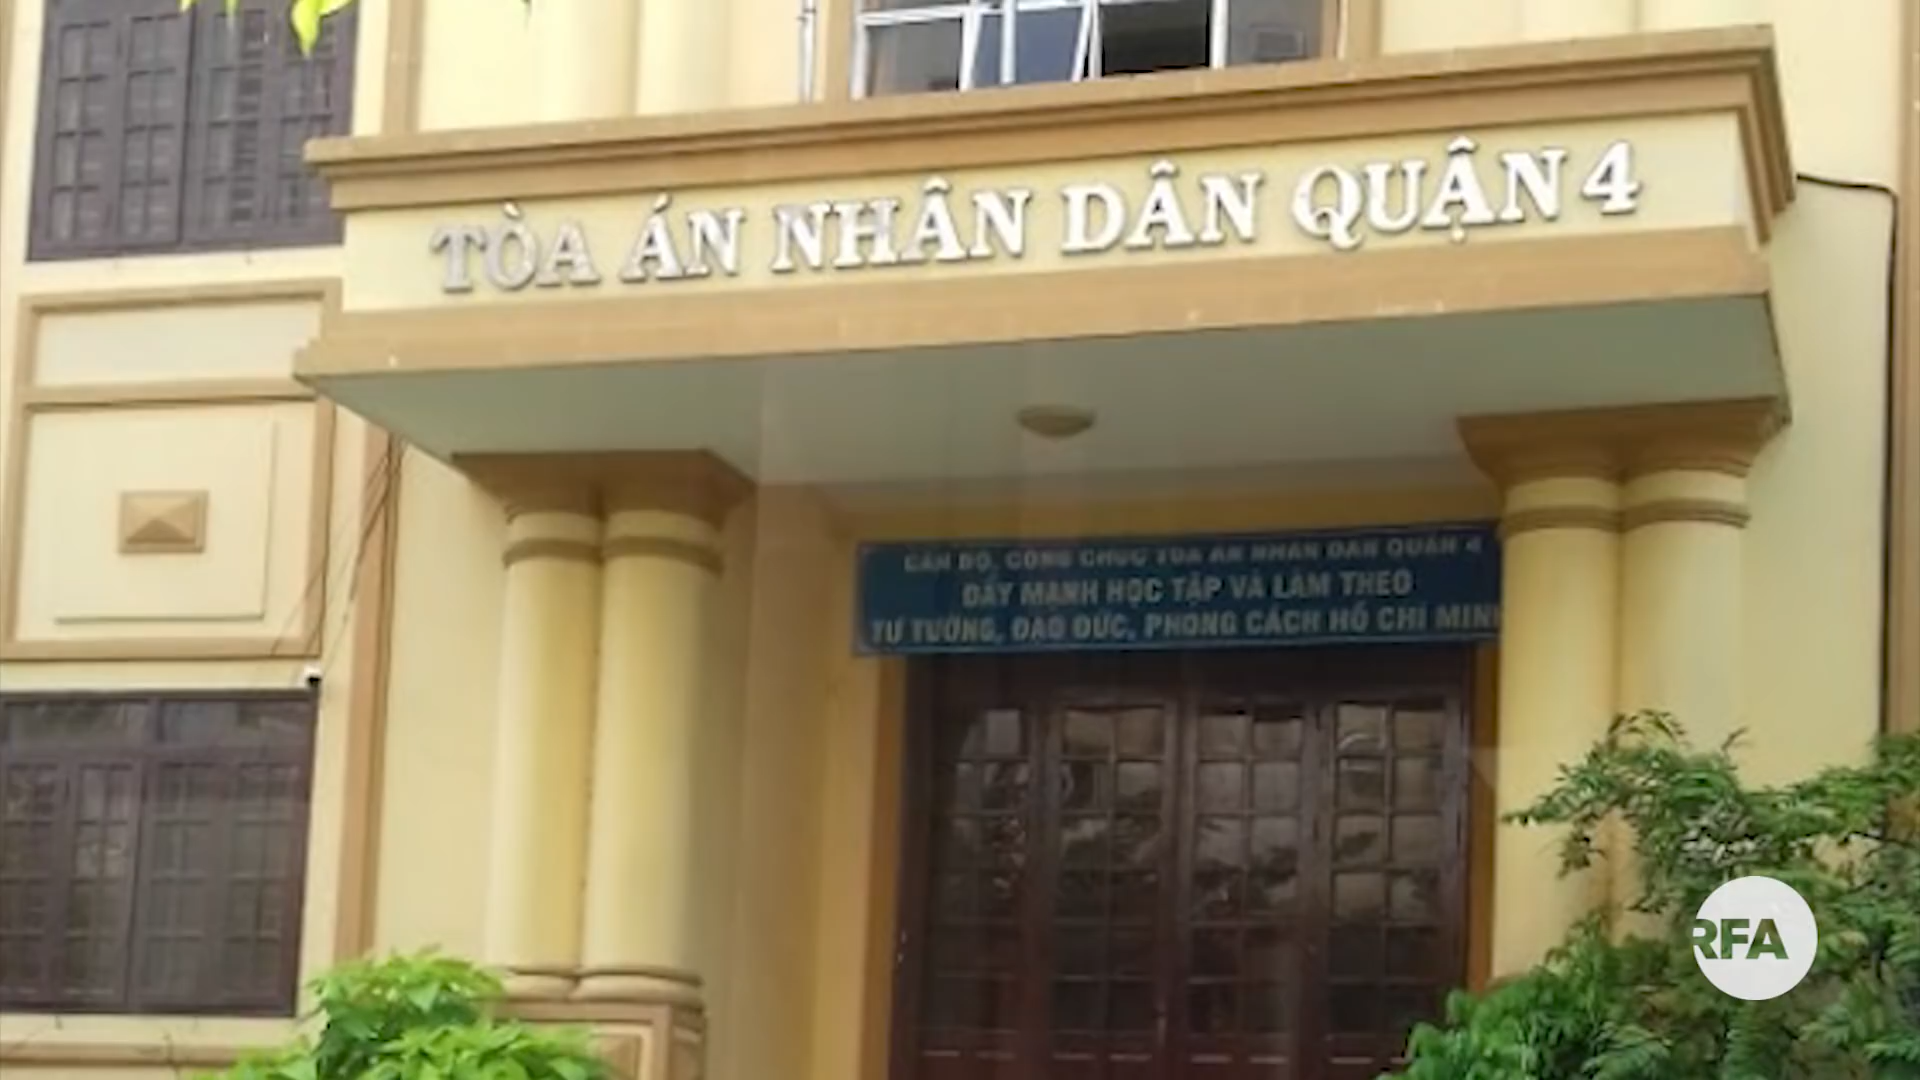 TÒA ÁN NHÂN DÂN QUẬN 4
CÁN BỘ, CÔNG CHỨC TÒA ÁN NHÂN DÂN QUẬN 4
ĐẨY MẠNH HỌC TẬP VÀ LÀM THEO
TƯ TƯỞNG, ĐẠO ĐỨC, PHONG CÁCH HỒ CHÍ MINH
RFA